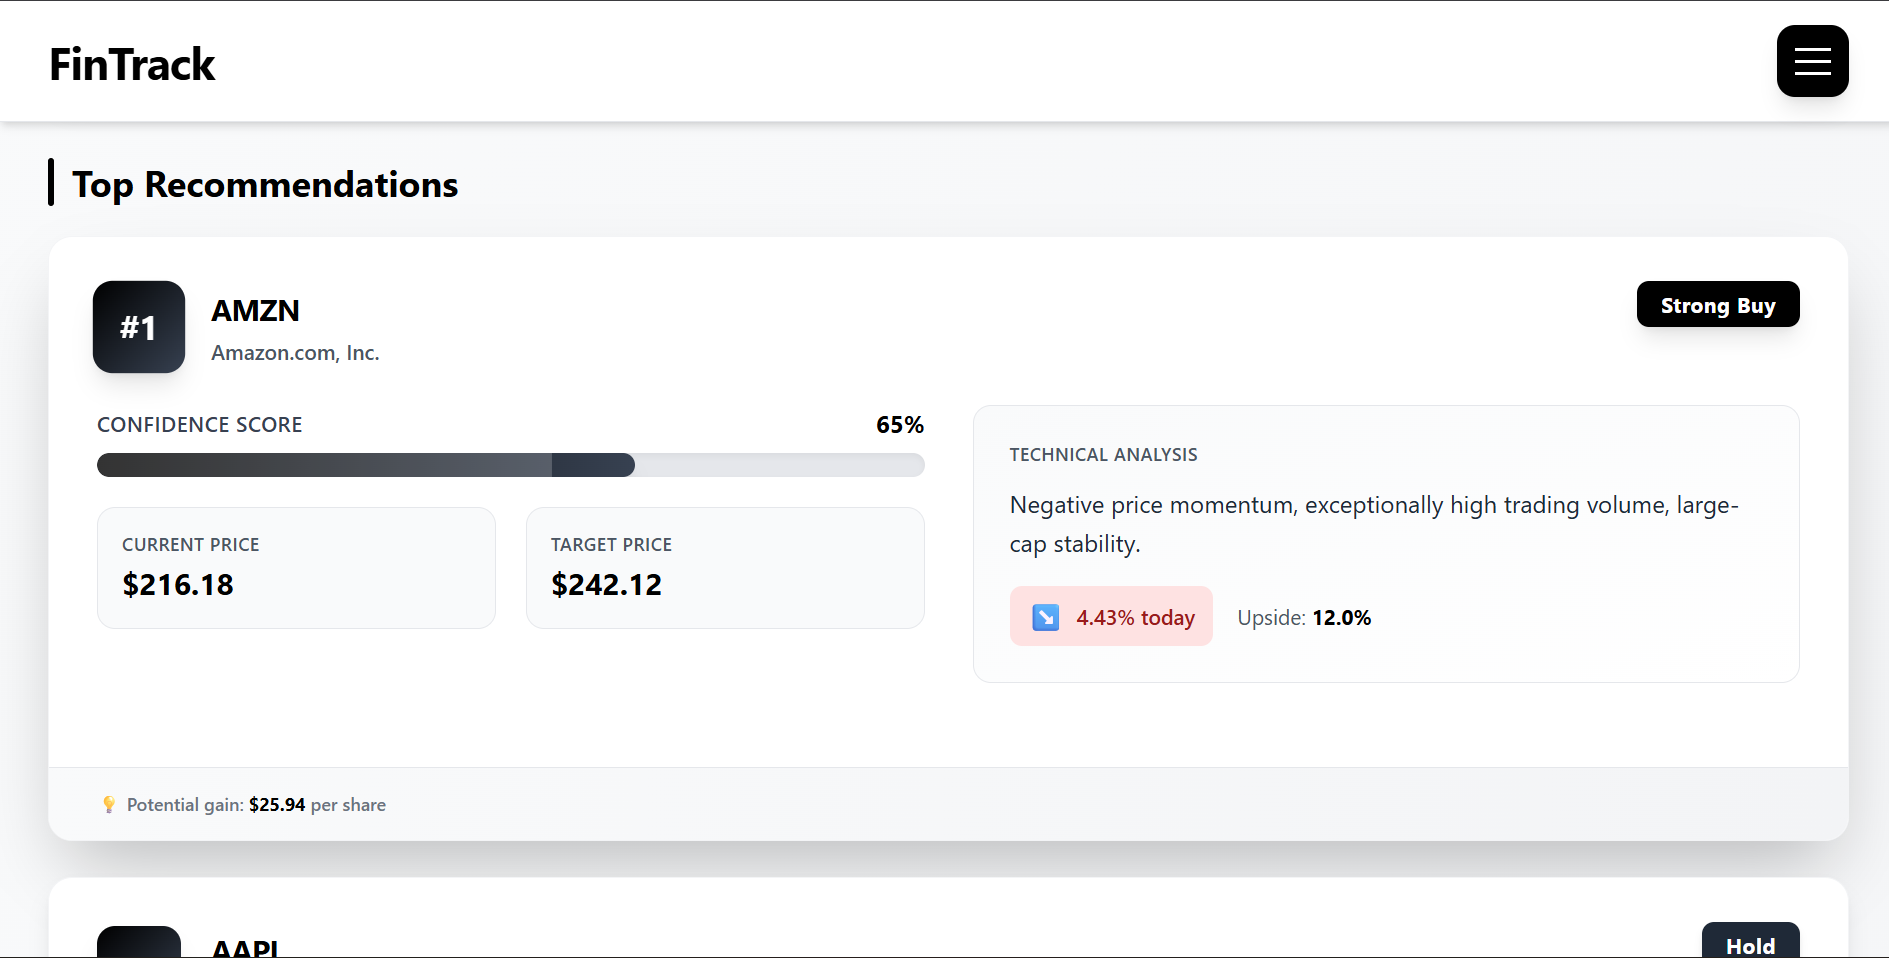 FinTrack
Top Recommendations
#1
AMZN
Amazon.com, Inc.
Strong Buy
CONFIDENCE SCORE
65%
CURRENT PRICE
$216.18
TARGET PRICE
$242.12
TECHNICAL ANALYSIS
Negative price momentum, exceptionally high trading volume, large-
cap stability.
4.43% today
Upside: 12.0%
Potential gain: $25.94 per share
AAPL
Hold